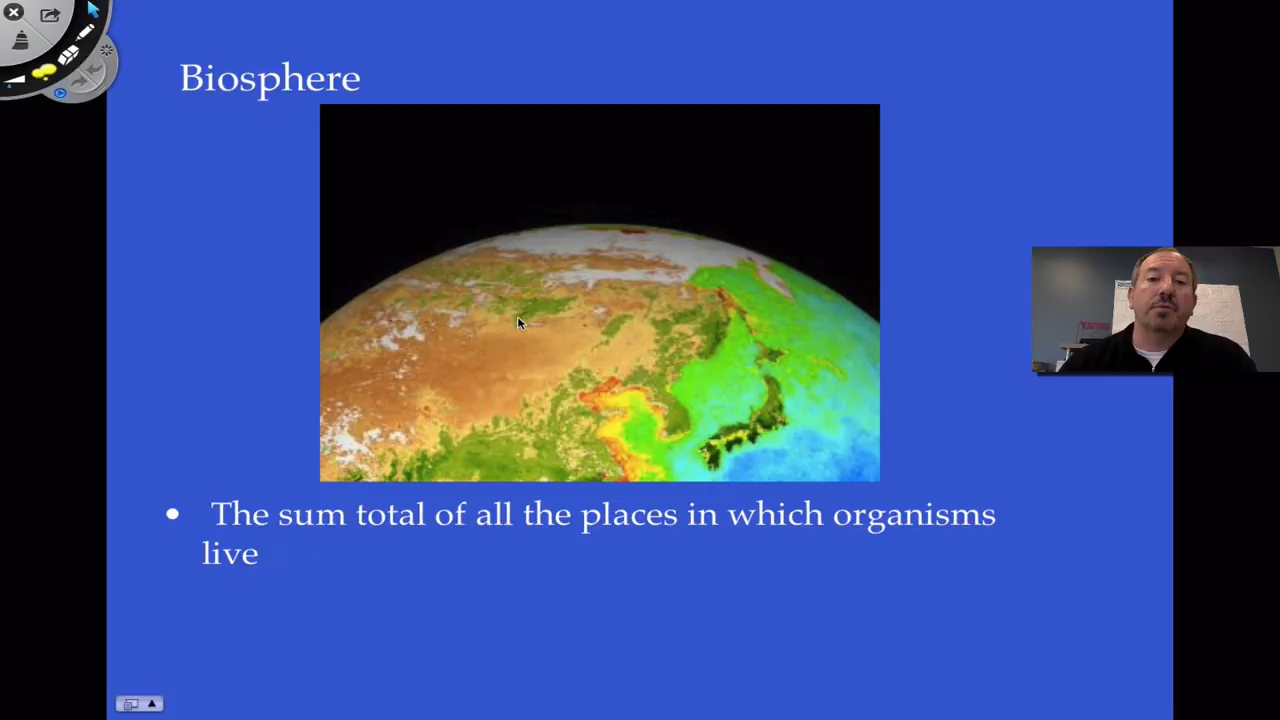 Biosphere
• The sum total of all the places in which organisms
live